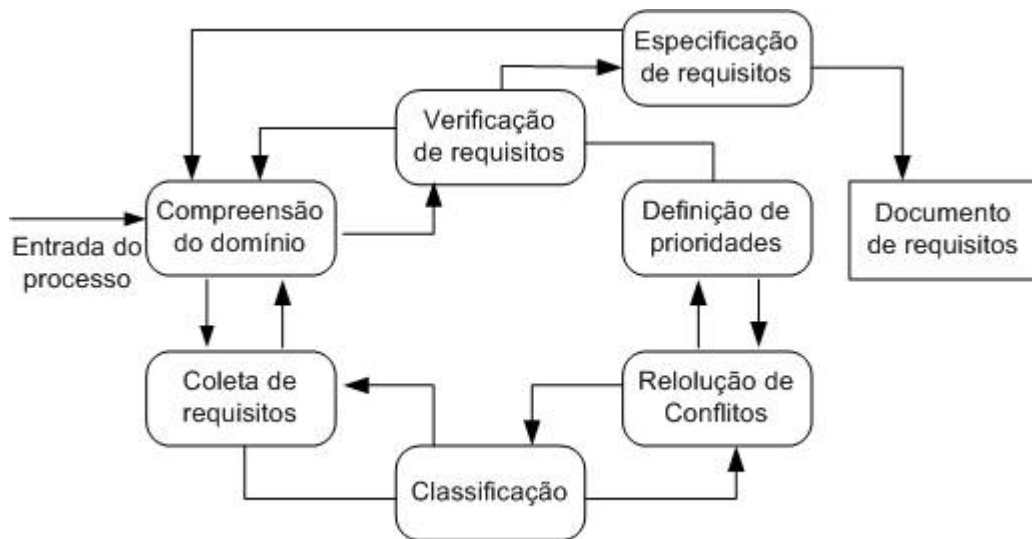 Especificação
de requisitos
Verificação
de requisitos
Compreensão
do domínio
Definição de
prioridades
Documento
de requisitos
Entrada do
processo
Coleta de
requisitos
Relolução de
Conflitos
Classificação